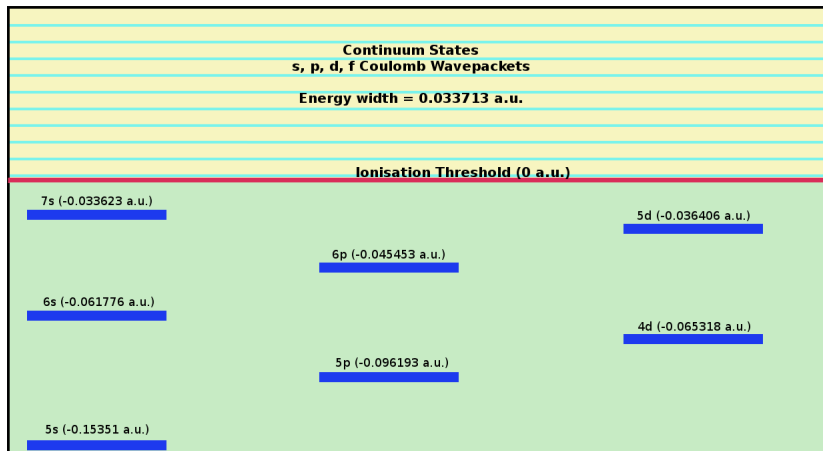 Continuum States
s, p, d, f Coulomb Wavepackets
Energy width = 0.033713 a.u.
Ionisation Threshold (0 a.u.)
7s (-0.033623 a.u.)
5d (-0.036406 a.u.)
6p (-0.045453 a.u.)
6s (-0.061776 a.u.)
4d (-0.065318 a.u.)
5p (-0.096193 a.u.)
5s (-0.15351 a.u.)